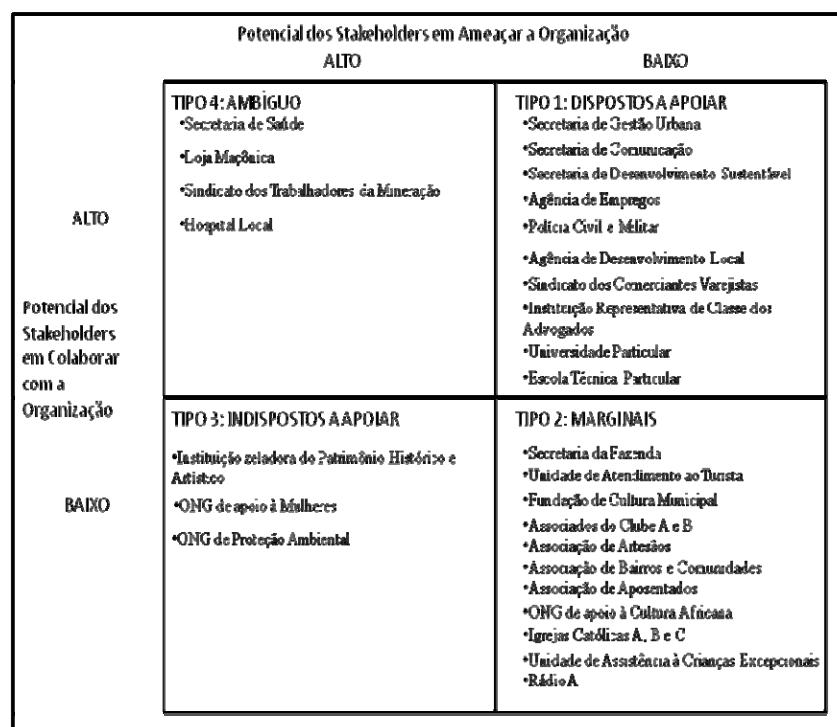 Potencial dos Stakeholders em Ameaçar a Organização
ALTO
BAIXO
TIPO 4: AMBÍGUO
•Secretaria de Saúde
•Loja Maçônica
•Sindicato dos Trabalhadores da Mineração
•Hospital Local
TIPO 1: DISPOSTOS A APOIAR
•Secretaria de Gestão Urbana
•Secretaria de Comunicação
•Secretaria de Desenvolvimento Sustentável
•Agência de Empregos
•Polícia Civil e Militar
•Agência de Desenvolvimento Local
•Sindicato dos Comerciantes Varejistas
•Instituição Representativa de Classe dos
Advogados
•Universidade Particular
•Escola Técnica Particular
ALTO
Potencial dos
Stakeholders
em Colaborar
com a
Organização
BAIXO
TIPO 3: INDISPOSTOS A APOIAR
•Instituição zeladora do Patrimônio Histórico e
Artístico
•ONG de apoio à Mulheres
•ONG de Proteção Ambiental
TIPO 2: MARGINAIS
•Secretaria da Fazenda
•Unidade de Atendimento ao Turista
•Fundação de Cultura Municipal
•Associados do Clube A e B
•Associação de Artesãos
•Associação de Bairros e Comunidades
•Associação de Aposentados
•ONG de apoio à Cultura Africana
•Igrejas Católicas A, B e C
•Unidade de Assistência à Crianças Excepcionais
•Rádio A